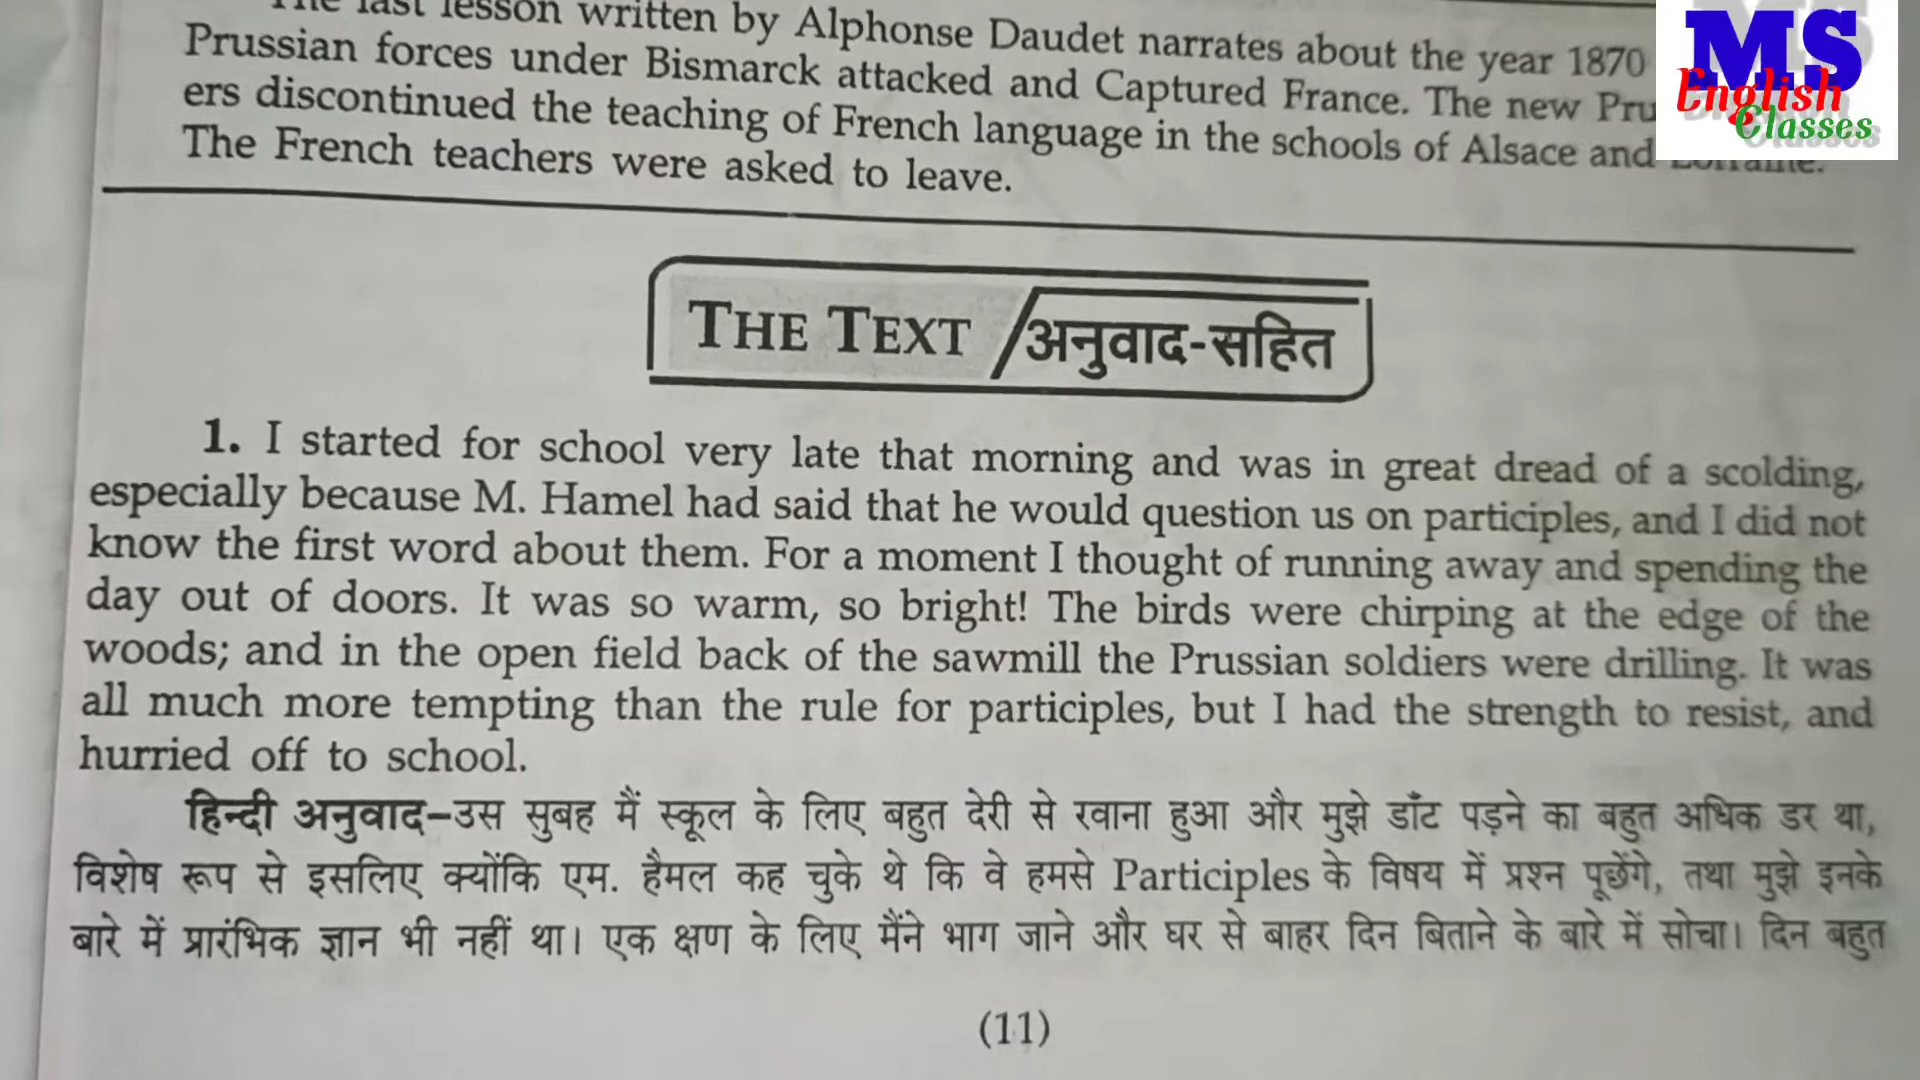 The last lesson written by Alphonse Daudet narrates about the year 1870
Prussian forces under Bismarck attacked and Captured France. The new Pru
ers discontinued the teaching of French language in the schools of Alsace and Lorraine.
The French teachers were asked to leave.
MS
English
Classes
THE TEXT / अनुवाद-सहित
1. I started for school very late that morning and was in great dread of a scolding,
especially because M. Hamel had said that he would question us on participles, and I did not
know the first word about them. For a moment I thought of running away and spending the
day out of doors. It was so warm, so bright! The birds were chirping at the edge of the
woods; and in the open field back of the sawmill the Prussian soldiers were drilling. It was
all much more tempting than the rule for participles, but I had the strength to resist, and
hurried off to school.
हिन्दी अनुवाद–उस सुबह मैं स्कूल के लिए बहुत देरी से रवाना हुआ और मुझे डाँट पड़ने का बहुत अधिक डर था,
विशेष रूप से इसलिए क्योंकि एम. हैमल कह चुके थे कि वे हमसे Participles के विषय में प्रश्न पूछेंगे, तथा मुझे इनके
बारे में प्रारंभिक ज्ञान भी नहीं था। एक क्षण के लिए मैंने भाग जाने और घर से बाहर दिन बिताने के बारे में सोचा। दिन बहुत
(11)